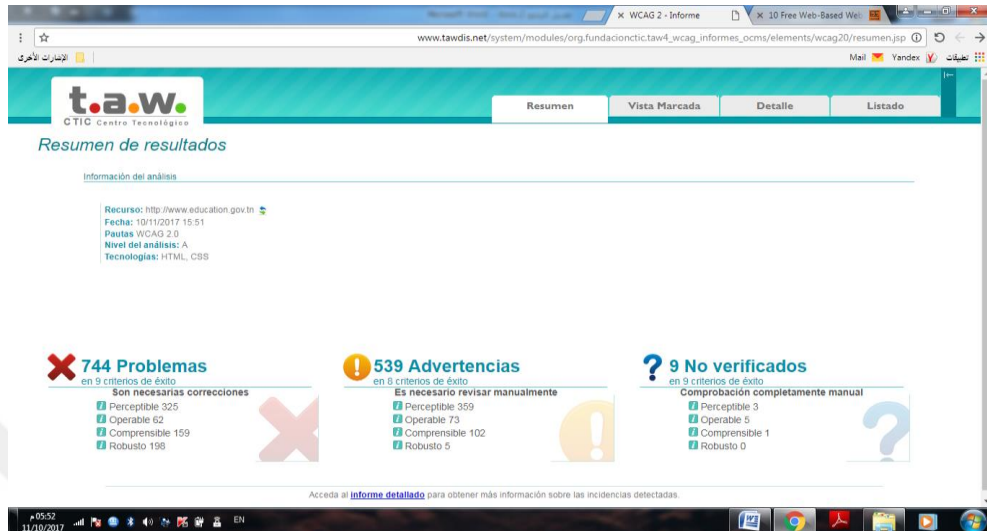 WCAG 2 - Informe
10 Free Web-Based Web
www.tawdis.net/system/modules/org.fundacionctic.taw4_wcag_informes_ocms/elements/wcag20/resumen.jsp
الإشارات الأخرى
Mail
Yandex
تطبيقات
t.a.w.
CTIC Centro Tecnológico
Resumen
Vista Marcada
Detalle
Listado
Resumen de resultados
Información del análisis
Recurso: http://www.education.gov.tn
Fecha: 10/11/2017 15:51
Pautas WCAG 2.0
Nivel del análisis: A
Tecnologías: HTML, CSS
744 Problemas
en 9 criterios de éxito
Son necesarias correcciones
Perceptible 325
Operable 62
Comprensible 159
Robusto 198
539 Advertencias
en 8 criterios de éxito
Es necesario revisar manualmente
Perceptible 359
Operable 73
Comprensible 102
Robusto 5
9 No verificados
en 9 criterios de éxito
Comprobación completamente manual
Perceptible 3
Operable 5
Comprensible 1
Robusto 0
Acceda al informe detallado para obtener más información sobre las incidencias detectadas.
05:52 م
11/10/2017
EN